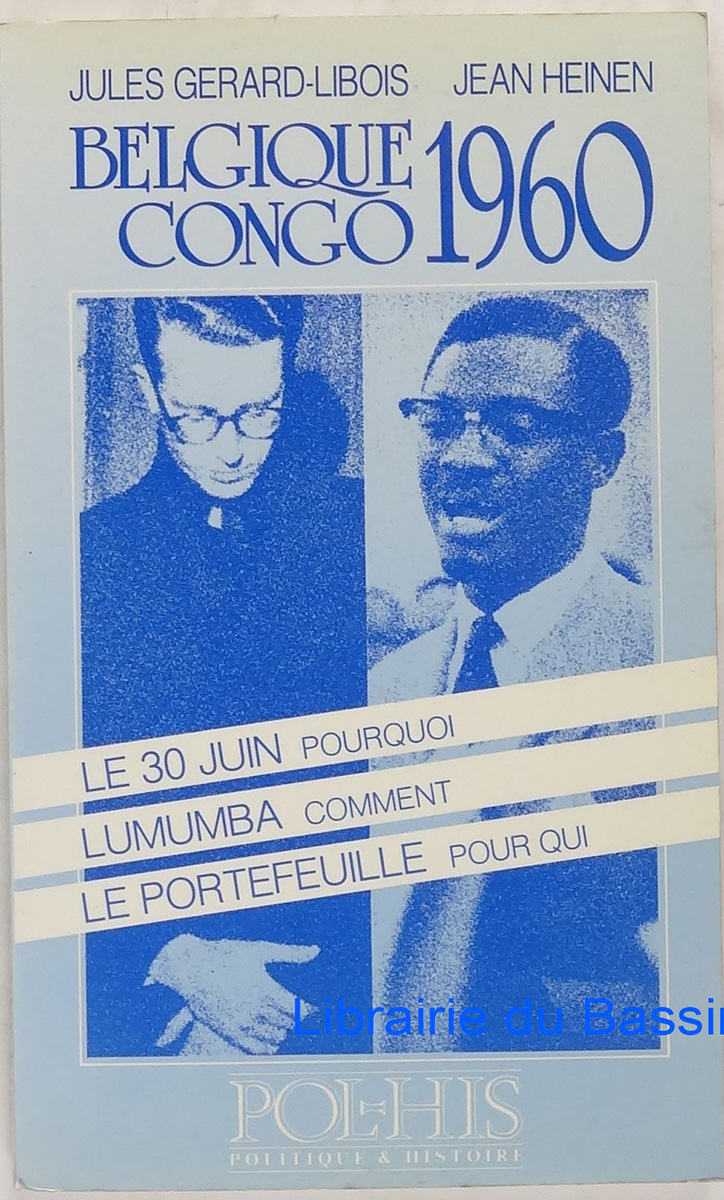 JULES GERARD-LIBOIS JEAN HEINEN
BELGIQUE
CONGO 1960
LE 30 JUIN POURQUOI
LUMUMBA COMMENT
LE PORTEFEUILLE POUR QUI
Librairie du Bassin
POL-HIS
POLITIQUE & HISTOIRE